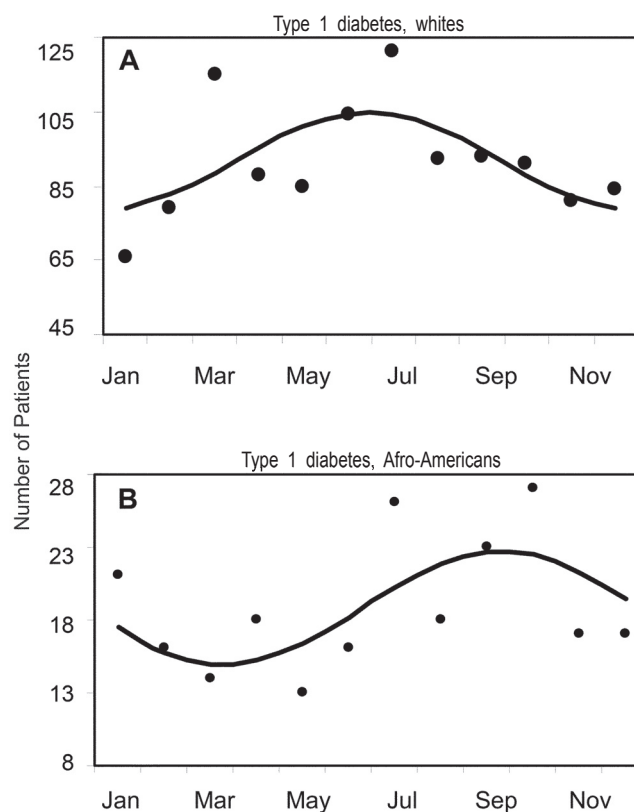 Type 1 diabetes, whites
A
125
105
85
65
45
Jan Mar May Jul Sep Nov
Number of Patients
Type 1 diabetes, Afro-Americans
B
28
23
18
13
8
Jan Mar May Jul Sep Nov